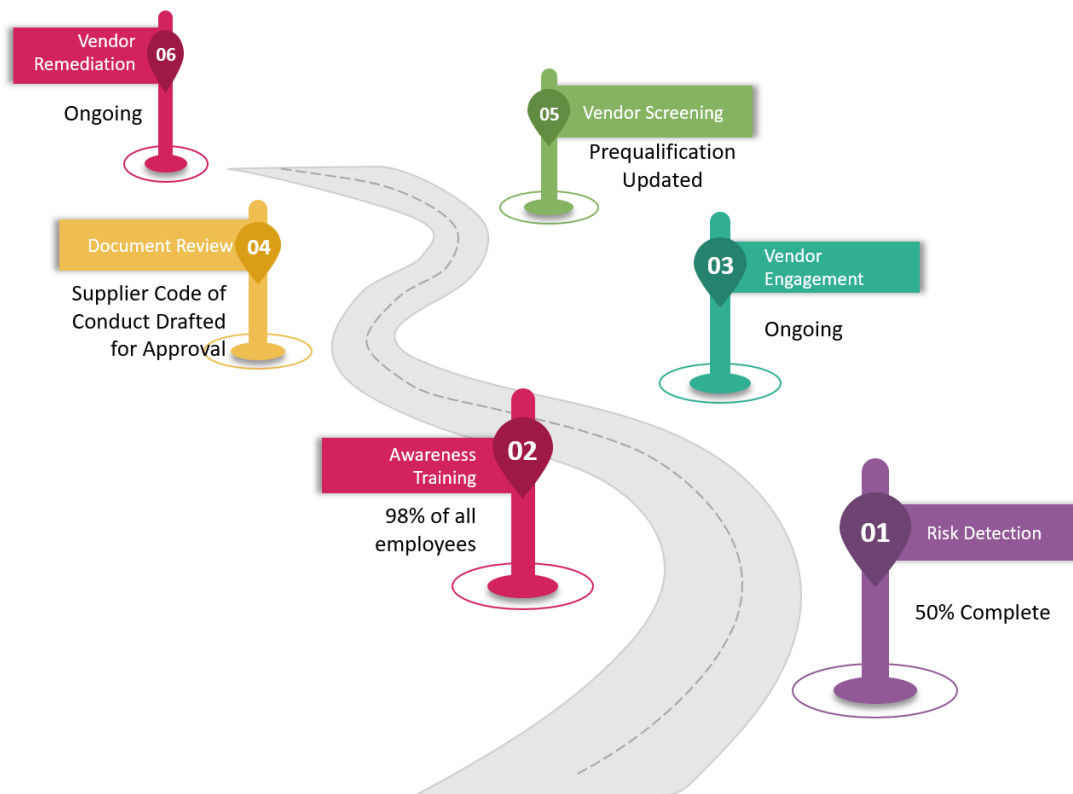 Vendor
Remediation
06
Ongoing
05
Vendor Screening
Prequalification
Updated
Document Review
04
Supplier Code of
Conduct Drafted
for Approval
03
Vendor
Engagement
Ongoing
Awareness
Training
02
98% of all
employees
01
Risk Detection
50% Complete